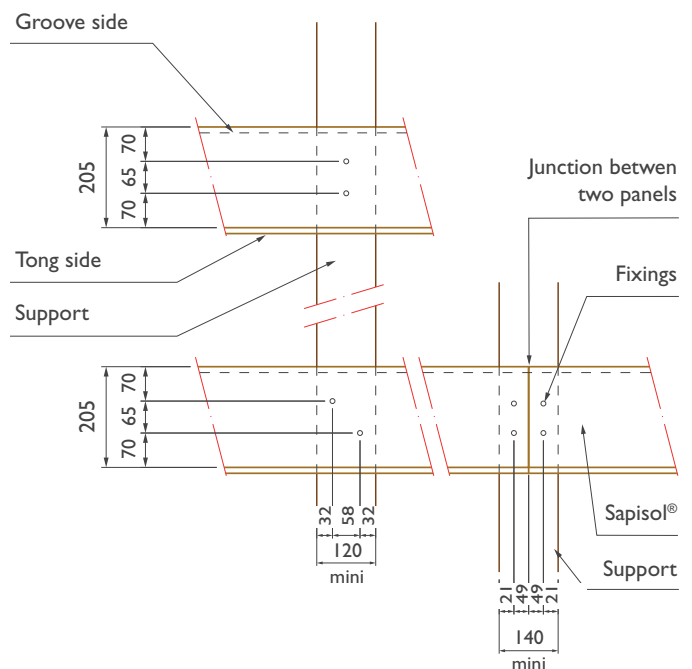 Groove side
205
70
65
70
Junction betwen
two panels
Tong side
Support
Fixings
205
70
65
70
32 58 32
120
mini
Sapisol®
Support
21 49 49 21
140
mini